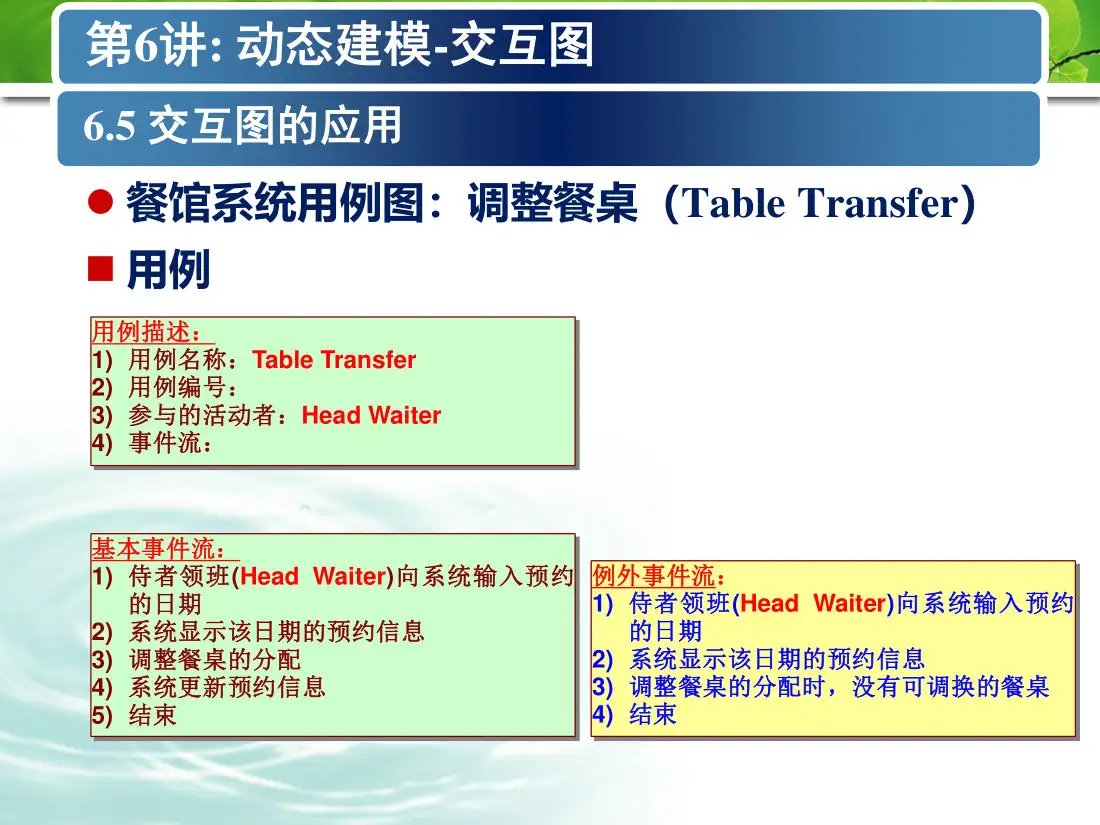 第6讲: 动态建模-交互图
6.5 交互图的应用
餐馆系统用例图：调整餐桌（Table Transfer）
用例
用例描述：
1) 用例名称：Table Transfer
2) 用例编号：
3) 参与的活动者：Head Waiter
4) 事件流：
基本事件流：
1) 侍者领班(Head Waiter)向系统输入预约
的日期
2) 系统显示该日期的预约信息
3) 调整餐桌的分配
4) 系统更新预约信息
5) 结束
例外事件流：
1) 侍者领班(Head Waiter)向系统输入预约
的日期
2) 系统显示该日期的预约信息
3) 调整餐桌的分配时，没有可调换的餐桌
4) 结束